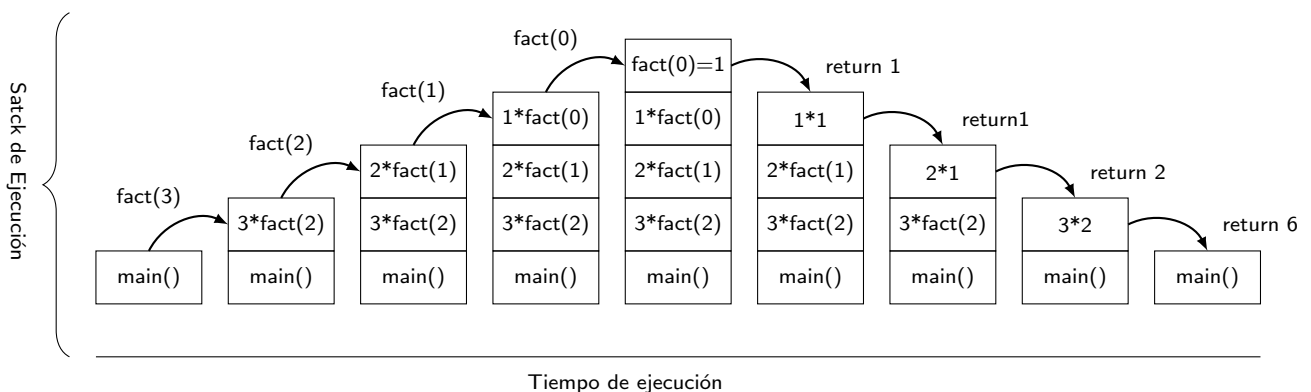 Satck de Ejecución
fact(0)
fact(0)=1
return 1
fact(1)
1*fact(0)
1*fact(0)
1*1
return1
fact(2)
2*fact(1)
2*fact(1)
2*fact(1)
2*fact(1)
2*1
return 2
fact(3)
3*fact(2)
3*fact(2)
3*fact(2)
3*fact(2)
3*fact(2)
3*fact(2)
3*2
return 6
main()
main()
main()
main()
main()
main()
main()
main()
main()
Tiempo de ejecución